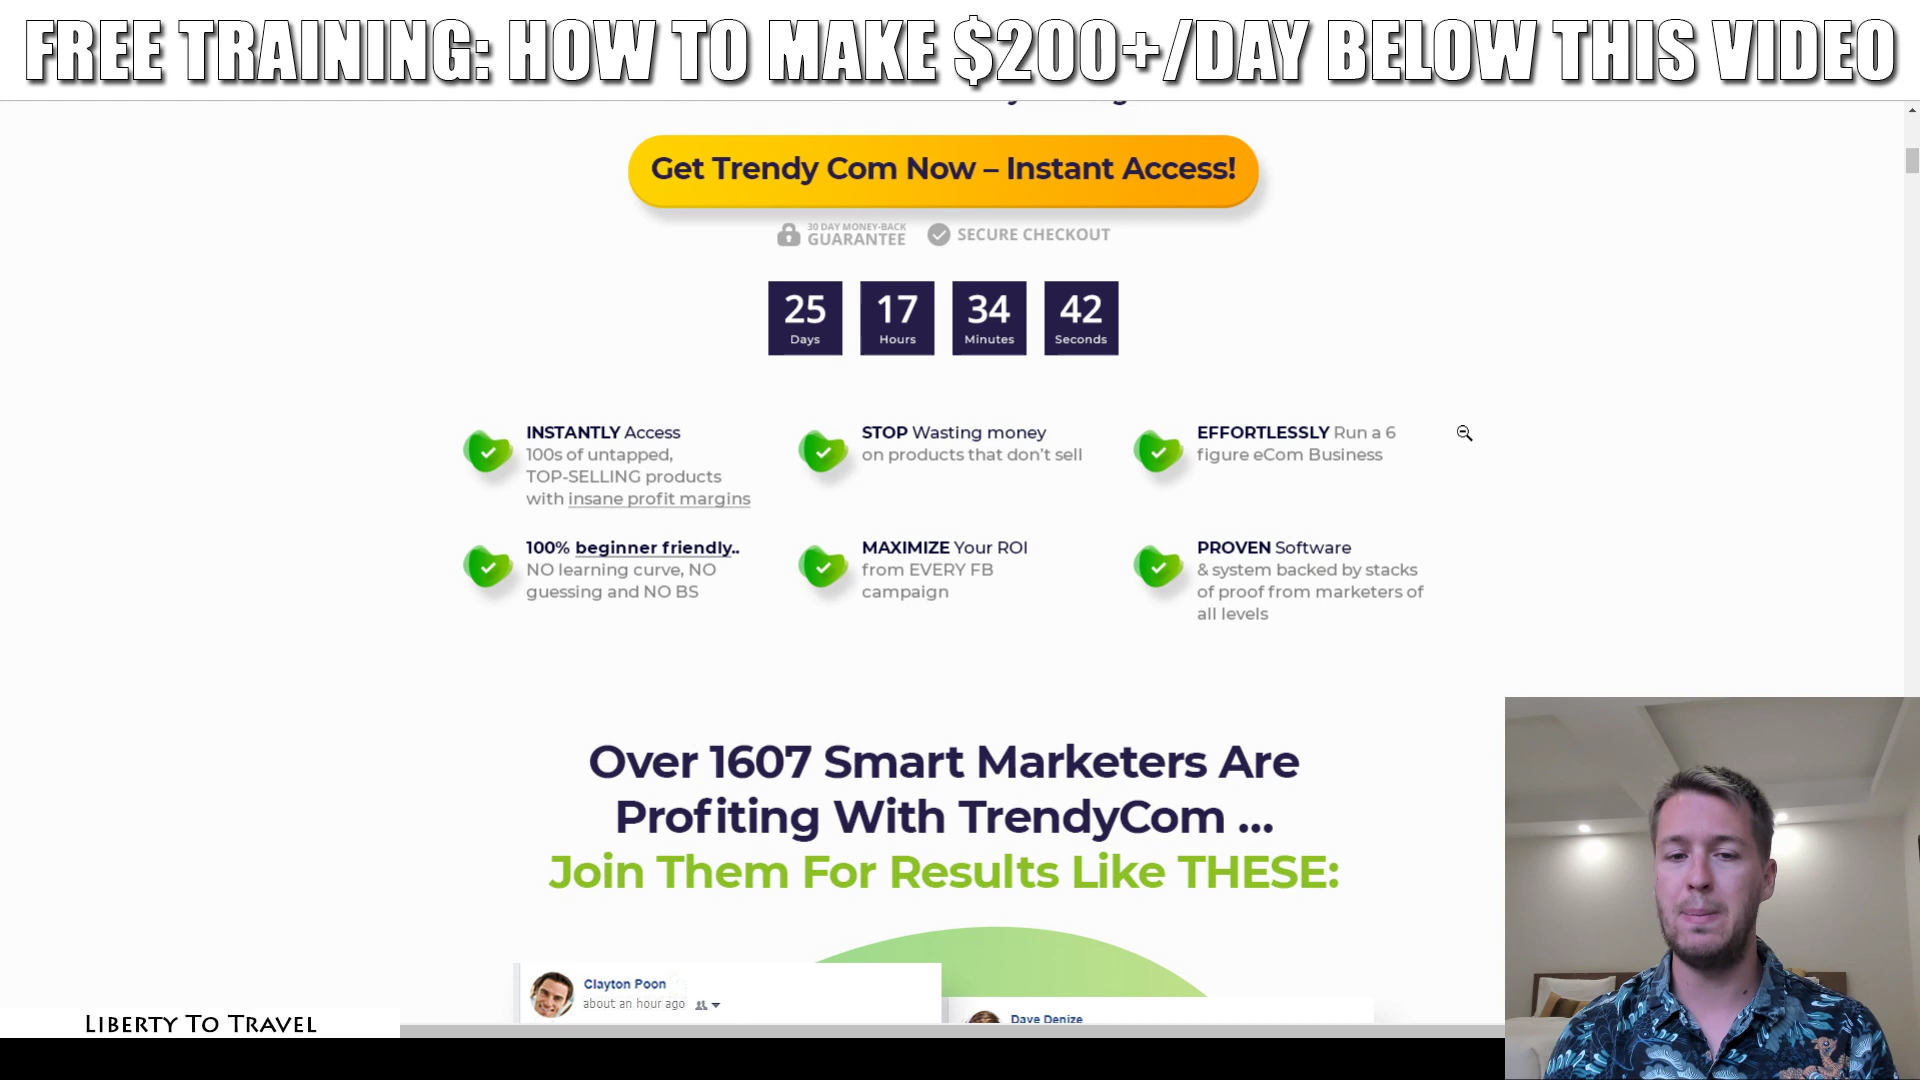 FREE TRAINING: HOW TO MAKE $200+/DAY BELOW THIS VIDEO
Get Trendy Com Now – Instant Access!
30 DAY MONEY-BACK
GUARANTEE
SECURE CHECKOUT
25
Days
17
Hours
34
Minutes
42
Seconds
INSTANTLY Access
100s of untapped,
TOP-SELLING products
with insane profit margins
STOP Wasting money
on products that don't sell
EFFORTLESSLY Run a 6
figure eCom Business
100% beginner friendly..
NO learning curve, NO
guessing and NO BS
MAXIMIZE Your ROI
from EVERY FB
campaign
PROVEN Software
& system backed by stacks
of proof from marketers of
all levels
Over 1607 Smart Marketers Are
Profiting With TrendyCom ...
Join Them For Results Like THESE:
Clayton Poon
about an hour ago
Dave Denize
LIBERTY TO TRAVEL